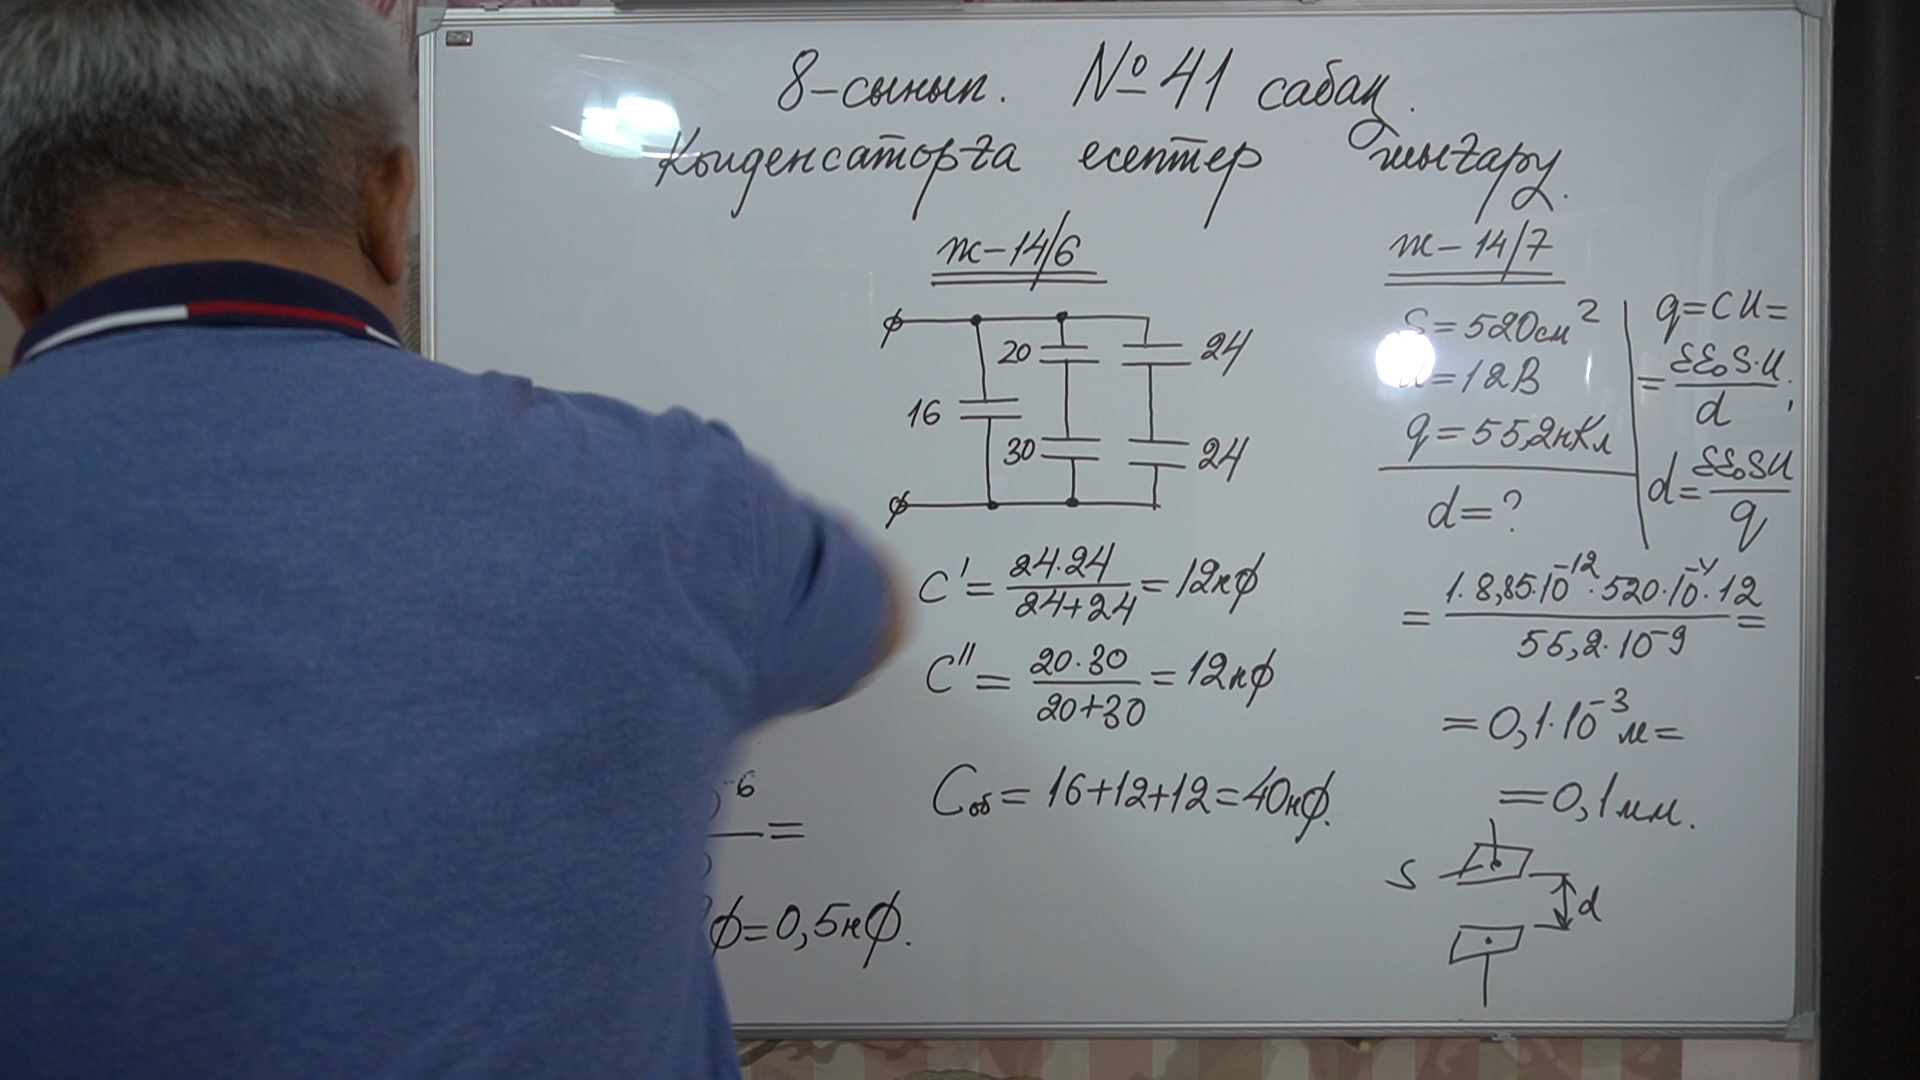 8-сынып. №41 сабақ.
Конденсаторға есептер шығару.
ж-14/6
20
24
16
30
24
C' = 24·24 / 24+24 = 12нф
C'' = 20·30 / 20+30 = 12нф
Cоб = 16+12+12=40нф.
-6
=
ф=0,5нф.
ж-14/7
S=520см²
=12В
q=55,2нКл
d=?
q=CU=
= εε₀S·U / d ;
d= εε₀SU / q
= 1·8,85·10⁻¹²·520·10⁻⁴·12 / 55,2·10⁻⁹ =
=0,1·10⁻³м=
=0,1мм.
S
d